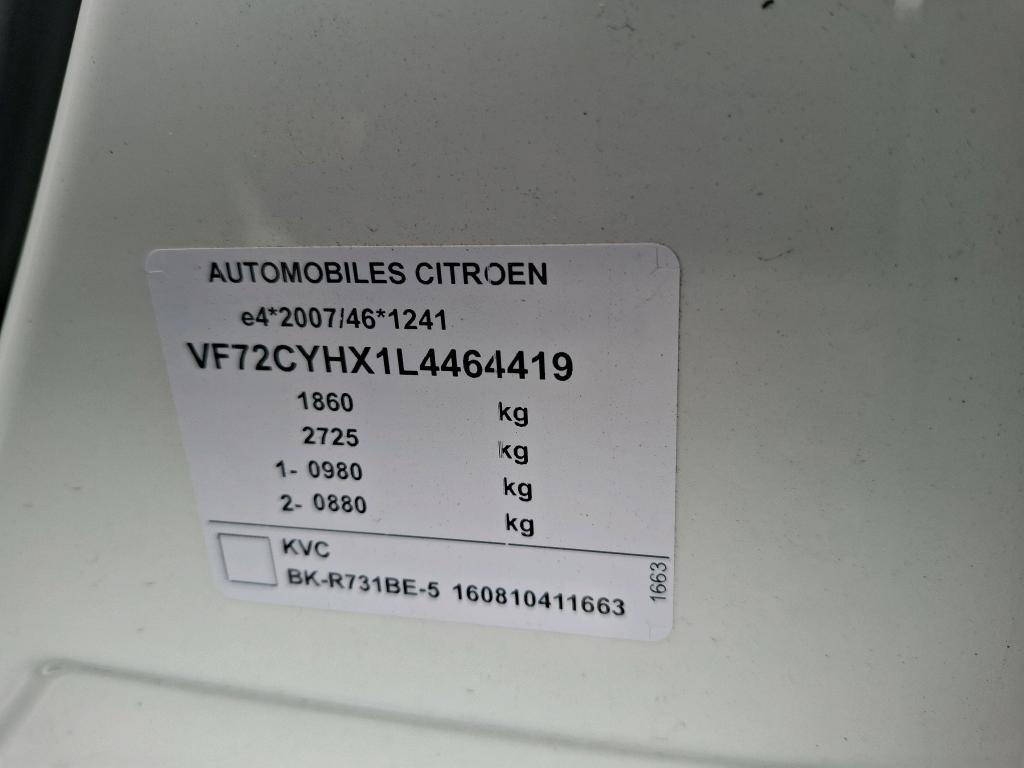 AUTOMOBILES CITROEN
e4*2007/46*1241
VF72CYHX1L4464419
1860 kg
2725 kg
1- 0980 kg
2- 0880 kg
KVC
BK-R731BE-5 160810411663
1663